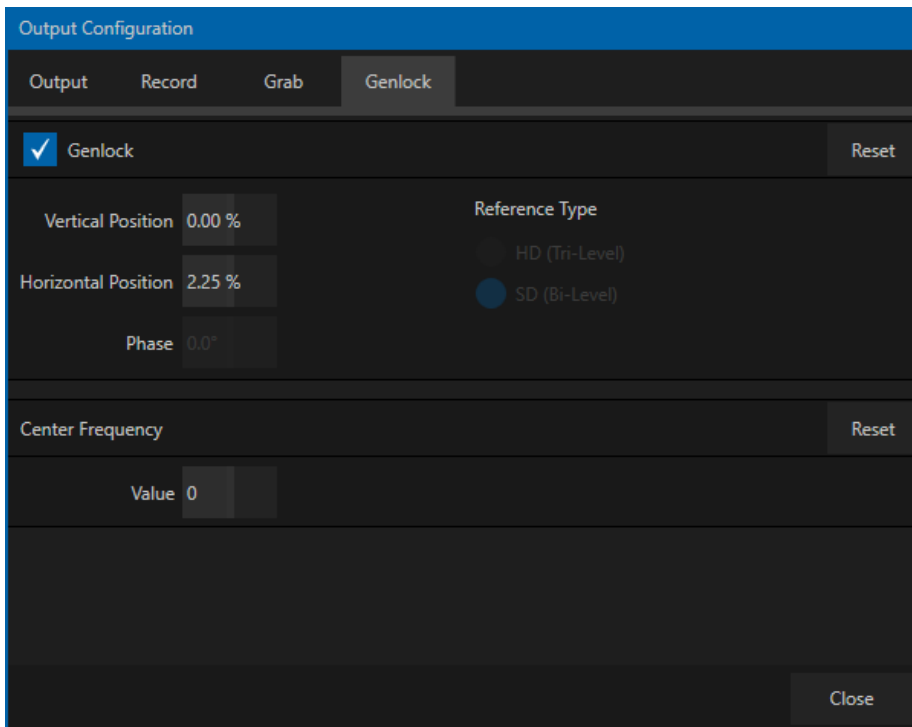 Output Configuration
Output Record Grab Genlock
Genlock Reset
Vertical Position 0.00 % Reference Type
HD (Tri-Level)
Horizontal Position 2.25 %
SD (Bi-Level)
Phase 0.0°
Center Frequency Reset
Value 0
Close